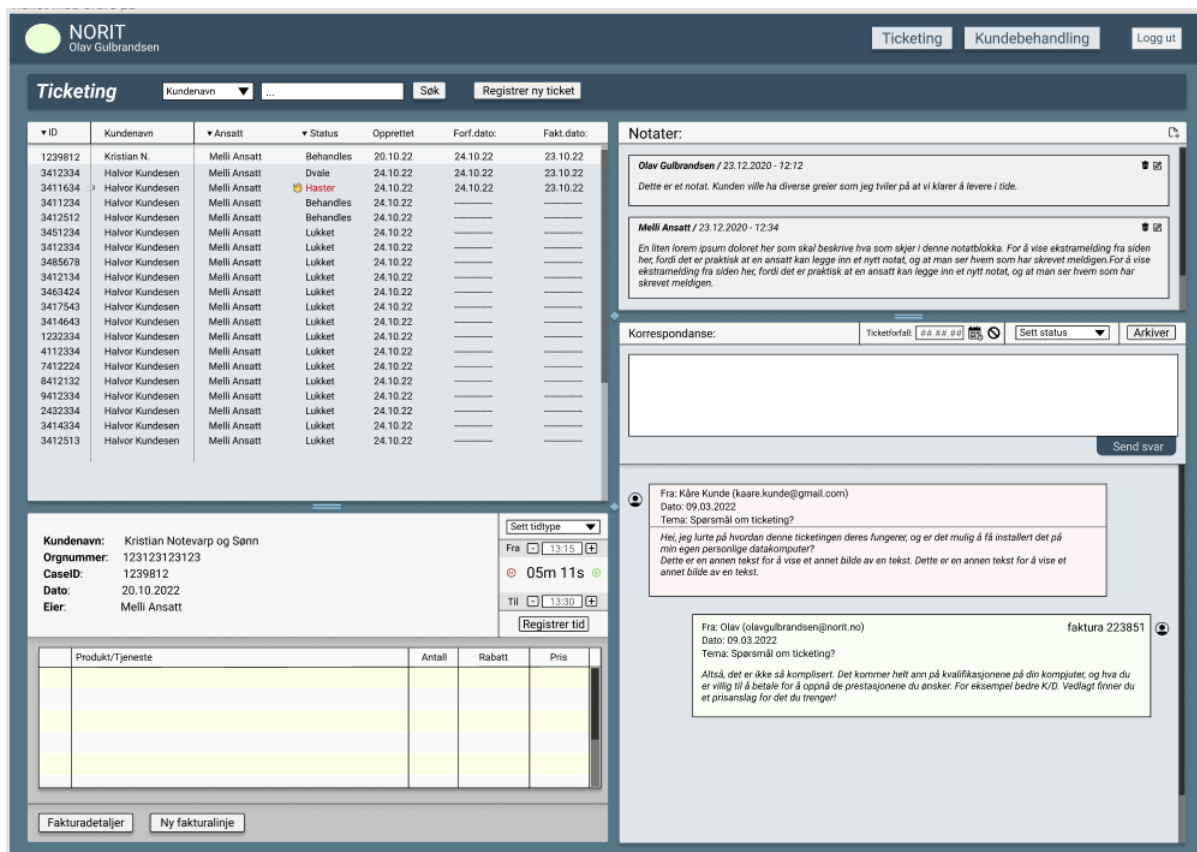 NORIT
Olav Gulbrandsen
Ticketing
Kundebehandling
Logg ut
Ticketing
Kundenavn ▼
...
Søk
Registrer ny ticket
▾ ID Kundenavn ▾ Ansatt ▾ Status Opprettet Forf.dato: Fakt.dato:
1239812 Kristian N. Melli Ansatt Behandles 20.10.22 24.10.22 23.10.22
3412334 Halvor Kundesen Melli Ansatt Dvale 24.10.22 24.10.22 23.10.22
3411634 Halvor Kundesen Melli Ansatt Haster 24.10.22 24.10.22 23.10.22
3411234 Halvor Kundesen Melli Ansatt Behandles 24.10.22 ------------ ------------
3412512 Halvor Kundesen Melli Ansatt Behandles 24.10.22 ------------ ------------
3451234 Halvor Kundesen Melli Ansatt Lukket 24.10.22 ------------ ------------
3412334 Halvor Kundesen Melli Ansatt Lukket 24.10.22 ------------ ------------
3485678 Halvor Kundesen Melli Ansatt Lukket 24.10.22 ------------ ------------
3412134 Halvor Kundesen Melli Ansatt Lukket 24.10.22 ------------ ------------
3463424 Halvor Kundesen Melli Ansatt Lukket 24.10.22 ------------ ------------
3417543 Halvor Kundesen Melli Ansatt Lukket 24.10.22 ------------ ------------
3414643 Halvor Kundesen Melli Ansatt Lukket 24.10.22 ------------ ------------
1232334 Halvor Kundesen Melli Ansatt Lukket 24.10.22 ------------ ------------
4112334 Halvor Kundesen Melli Ansatt Lukket 24.10.22 ------------ ------------
7412224 Halvor Kundesen Melli Ansatt Lukket 24.10.22 ------------ ------------
8412132 Halvor Kundesen Melli Ansatt Lukket 24.10.22 ------------ ------------
9412334 Halvor Kundesen Melli Ansatt Lukket 24.10.22 ------------ ------------
2432334 Halvor Kundesen Melli Ansatt Lukket 24.10.22 ------------ ------------
3414334 Halvor Kundesen Melli Ansatt Lukket 24.10.22 ------------ ------------
3412513 Halvor Kundesen Melli Ansatt Lukket 24.10.22 ------------ ------------
Kundenavn: Kristian Notevarp og Sønn
Orgnummer: 123123123123
CaseID: 1239812
Dato: 20.10.2022
Eier: Melli Ansatt
Sett tidtype ▼
Fra - 13:15 +
05m 11s
Til - 13:30 +
Registrer tid
Produkt/Tjeneste Antall Rabatt Pris
Fakturadetaljer
Ny fakturalinje
Notater:
Olav Gulbrandsen / 23.12.2020 - 12:12
Dette er et notat. Kunden ville ha diverse greier som jeg tviler på at vi klarer å levere i tide.
Melli Ansatt / 23.12.2020 - 12:34
En liten lorem ipsum doloret her som skal beskrive hva som skjer i denne notatblokka. For å vise ekstramelding fra siden
her, fordi det er praktisk at en ansatt kan legge inn et nytt notat, og at man ser hvem som har skrevet meldigen.For å vise
ekstramelding fra siden her, fordi det er praktisk at en ansatt kan legge inn et nytt notat, og at man ser hvem som har
skrevet meldigen.
Korrespondanse:
Ticketforfall: ##.##.##
Sett status ▼
Arkiver
Send svar
Fra: Kåre Kunde (kaare.kunde@gmail.com)
Dato: 09.03.2022
Tema: Spørsmål om ticketing?
Hei, jeg lurte på hvordan denne ticketingen deres fungerer, og er det mulig å få installert det på
min egen personlige datakomputer?
Dette er en annen tekst for å vise et annet bilde av en tekst. Dette er en annen tekst for å vise et
annet bilde av en tekst.
Fra: Olav (olavgulbrandsen@norit.no)
faktura 223851
Dato: 09.03.2022
Tema: Spørsmål om ticketing?
Altså, det er ikke så komplisert. Det kommer helt ann på kvalifikasjonene på din kompjuter, og hva du
er villig til å betale for å oppnå de prestasjonene du ønsker. For eksempel bedre K/D. Vedlagt finner du
et prisanslag for det du trenger!